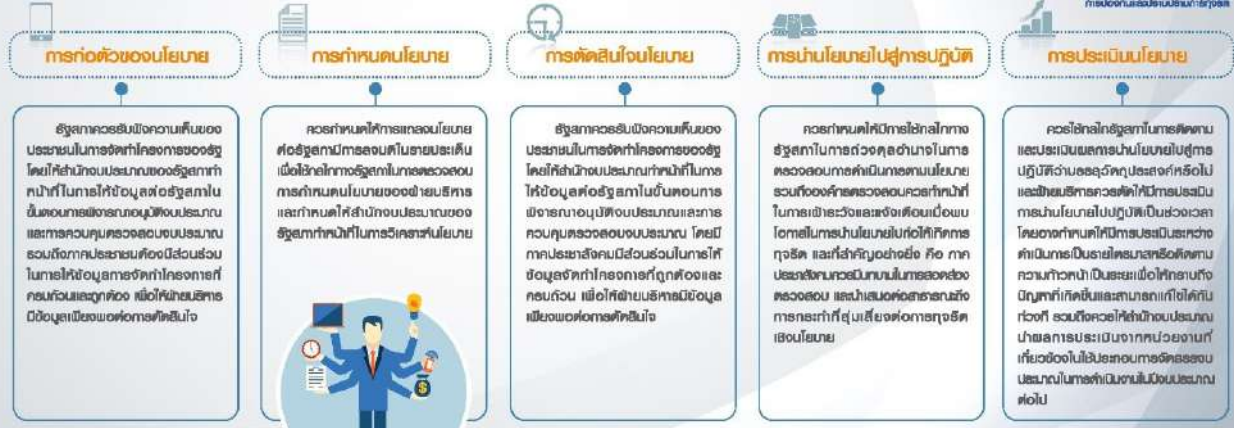 การป้องกันและปราบปรามการทุจริต
การก่อตัวของนโยบาย
รัฐสภาควรรับฟังความเห็นของ
ประชาชนในการจัดทำโครงการของรัฐ
โดยให้สำนักงบประมาณของรัฐสภาทำ
หน้าที่ในการให้ข้อมูลต่อรัฐสภาใน
ขั้นตอนการพิจารณาอนุมัติงบประมาณ
และการควบคุมตรวจสอบงบประมาณ
รวมถึงภาคประชาชนต้องมีส่วนร่วม
ในการให้ข้อมูลการจัดทำโครงการที่
ครบถ้วนและถูกต้อง เพื่อให้ฝ่ายบริหาร
มีข้อมูลเพียงพอต่อการตัดสินใจ
การกำหนดนโยบาย
ควรกำหนดให้การแถลงนโยบาย
ต่อรัฐสภามีการลงมติในรายประเด็น
เพื่อใช้กลไกทางรัฐสภาในการตรวจสอบ
การกำหนดนโยบายของฝ่ายบริหาร
และกำหนดให้สำนักงบประมาณของ
รัฐสภาทำหน้าที่ในการวิเคราะห์นโยบาย
การตัดสินใจนโยบาย
รัฐสภาควรรับฟังความเห็นของ
ประชาชนในการจัดทำโครงการของรัฐ
โดยให้สำนักงบประมาณทำหน้าที่ใน
การให้ข้อมูลต่อรัฐสภาในขั้นตอนการ
พิจารณาอนุมัติงบประมาณและการ
ควบคุมตรวจสอบงบประมาณ โดยมี
ภาคประชาสังคมมีส่วนร่วมในการให้
ข้อมูลจัดทำโครงการที่ถูกต้องและ
ครบถ้วน เพื่อให้ฝ่ายบริหารมีข้อมูล
เพียงพอต่อการตัดสินใจ
การนำนโยบายไปสู่การปฏิบัติ
ควรกำหนดให้มีการใช้กลไกทาง
รัฐสภาในการถ่วงดุลอำนาจในการ
ตรวจสอบการดำเนินการตามนโยบาย
รวมถึงองค์กรตรวจสอบควรทำหน้าที่
ในการเฝ้าระวังและแจ้งเตือนเมื่อพบ
โอกาสในการนำนโยบายไปก่อให้เกิดการ
ทุจริต และที่สำคัญอย่างยิ่ง คือ ภาค
ประชาสังคมควรมีบทบาทในการสอดส่อง
ตรวจสอบ และนำเสนอต่อสาธารณะถึง
การกระทำที่สุ่มเสี่ยงต่อการทุจริต
เชิงนโยบาย
การประเมินนโยบาย
ควรใช้กลไกรัฐสภาในการติดตาม
และประเมินผลการนำนโยบายไปสู่การ
ปฏิบัติว่าบรรลุวัตถุประสงค์หรือไม่
และฝ่ายบริหารควรจัดให้มีการประเมิน
การนำนโยบายไปปฏิบัติเป็นช่วงเวลา
โดยอาจกำหนดให้มีการประเมินระหว่าง
ดำเนินการเป็นรายไตรมาสหรือติดตาม
ความก้าวหน้าเป็นระยะเพื่อให้ทราบถึง
ปัญหาที่เกิดขึ้นและสามารถแก้ไขได้ทัน
ท่วงที รวมถึงควรให้สำนักงบประมาณ
นำผลการประเมินจากหน่วยงานที่
เกี่ยวข้องไปใช้ประกอบการจัดสรรงบ
ประมาณในการดำเนินงานในปีงบประมาณ
ต่อไป